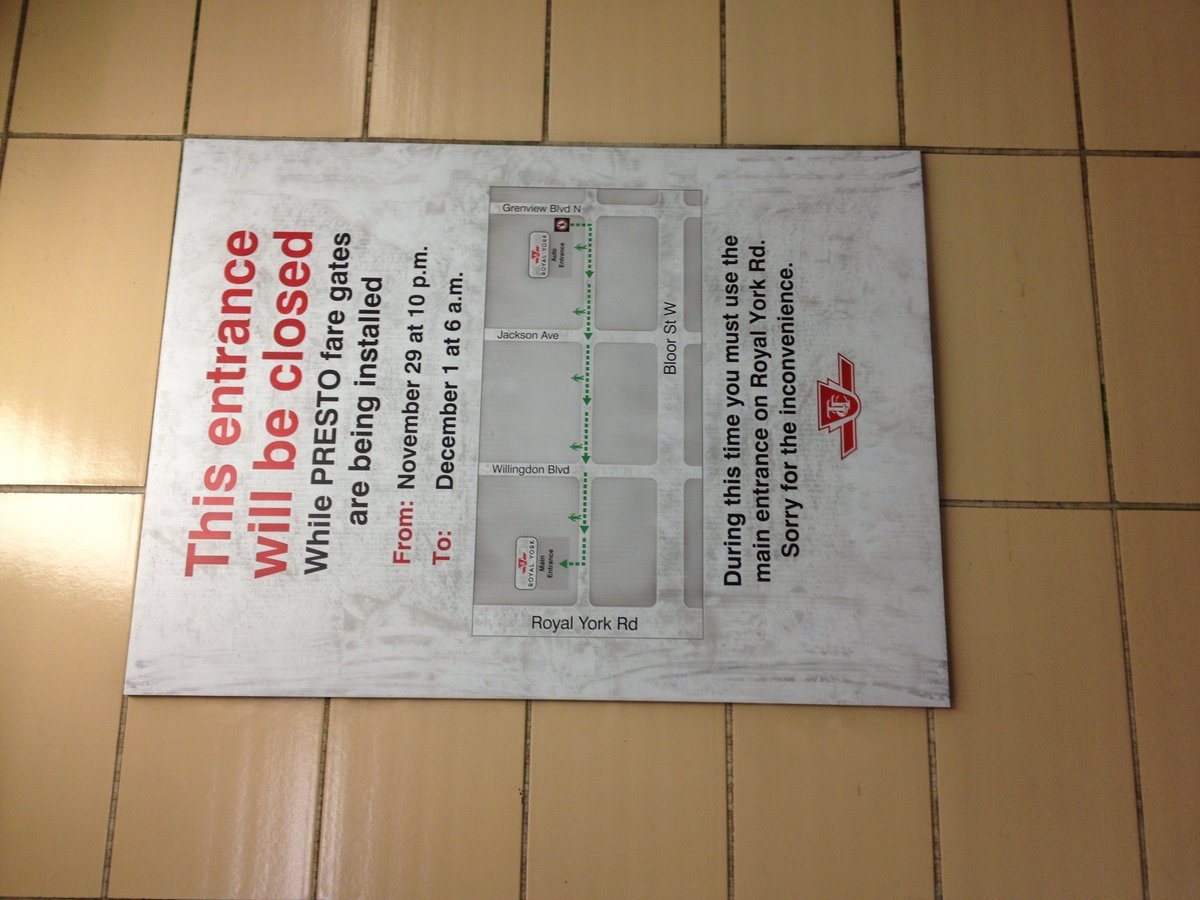 This entrance
will be closed
While PRESTO fare gates
are being installed
From: November 29 at 10 p.m.
To: December 1 at 6 a.m.
Royal York Rd
Willingdon Blvd
Jackson Ave
Grenview Blvd N
ROYAL YORK
Main
Entrance
ROYAL YORK
Auto
Entrance
Bloor St W
During this time you must use the
main entrance on Royal York Rd.
Sorry for the inconvenience.
TTC